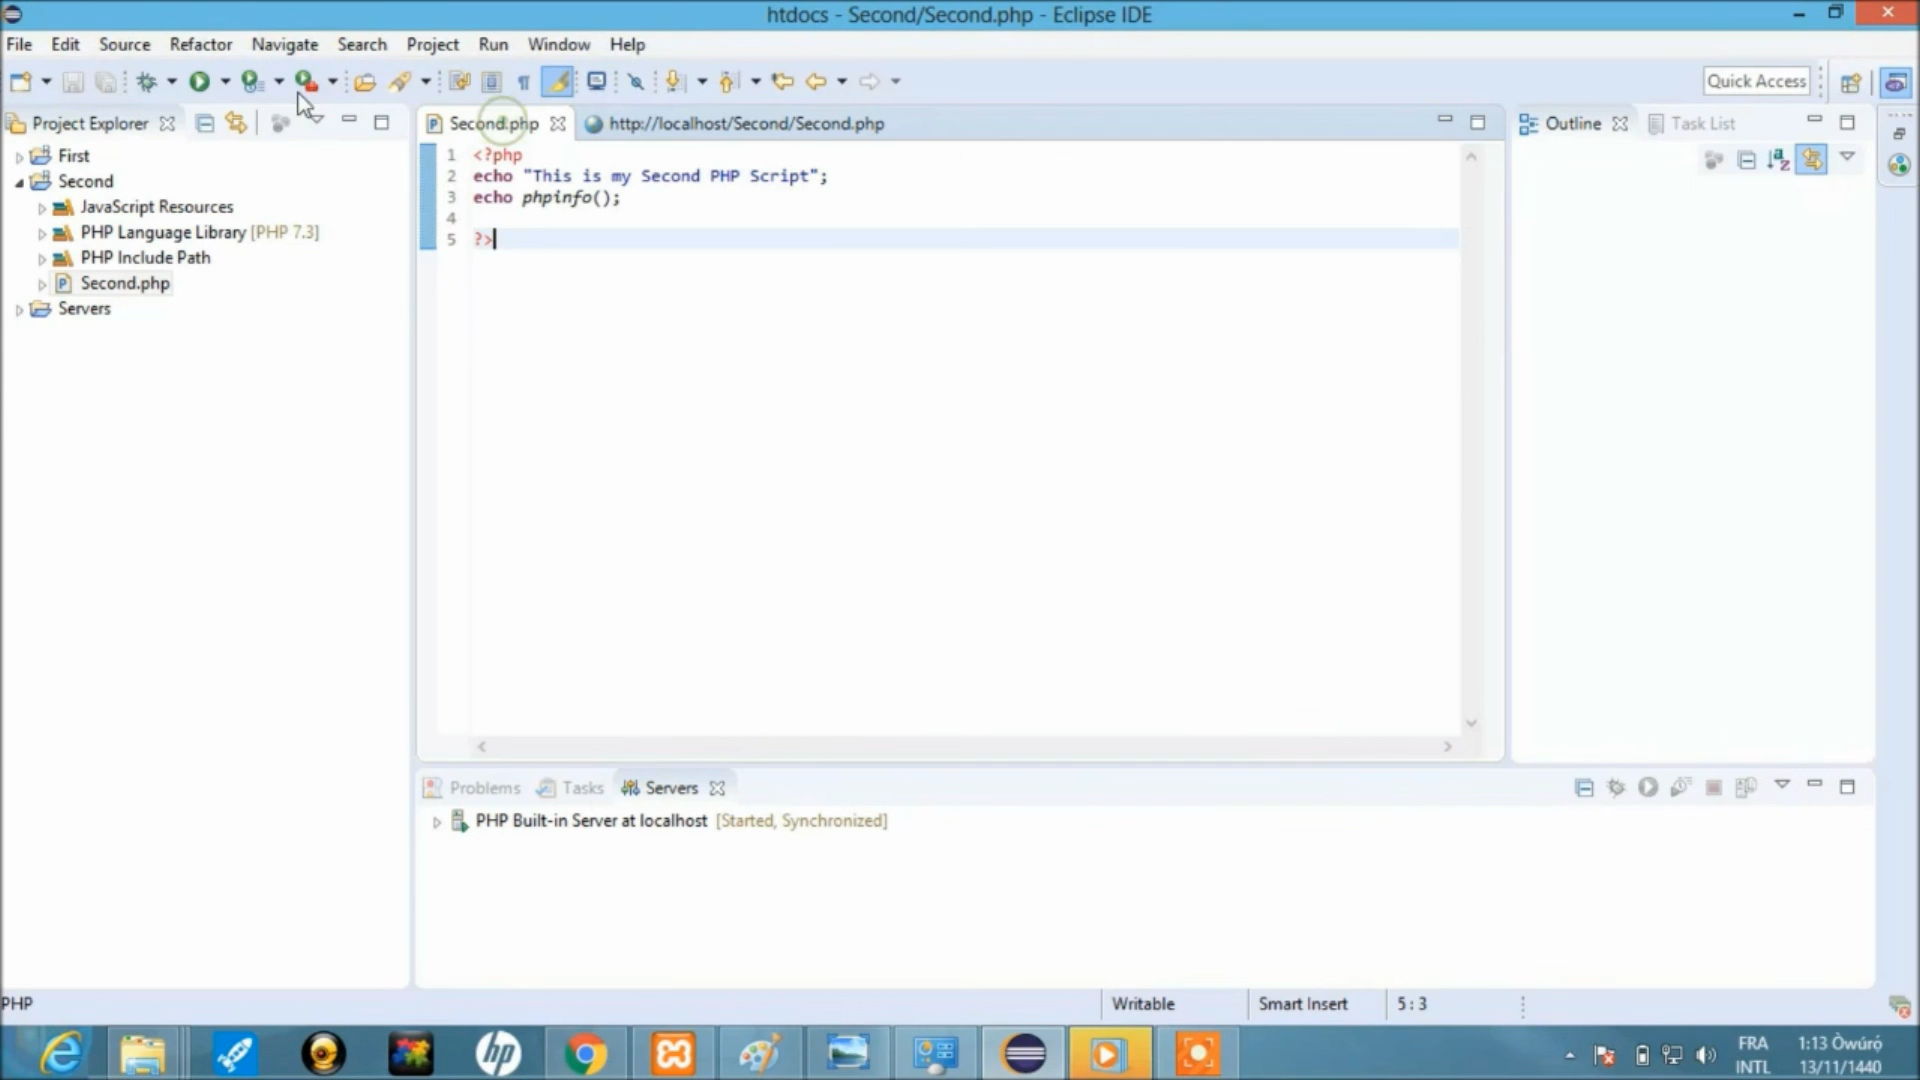 htdocs - Second/Second.php - Eclipse IDE
File Edit Source Refactor Navigate Search Project Run Window Help
Quick Access
Project Explorer
First
Second
JavaScript Resources
PHP Language Library [PHP 7.3]
PHP Include Path
Second.php
Servers
Second.php http://localhost/Second/Second.php
1 <?php
2 echo "This is my Second PHP Script";
3 echo phpinfo();
4
5 ?>
Outline Task List
Problems Tasks Servers
PHP Built-in Server at localhost [Started, Synchronized]
PHP Writable Smart Insert 5 : 3
FRA 1:13 Òwúrọ́
INTL 13/11/1440